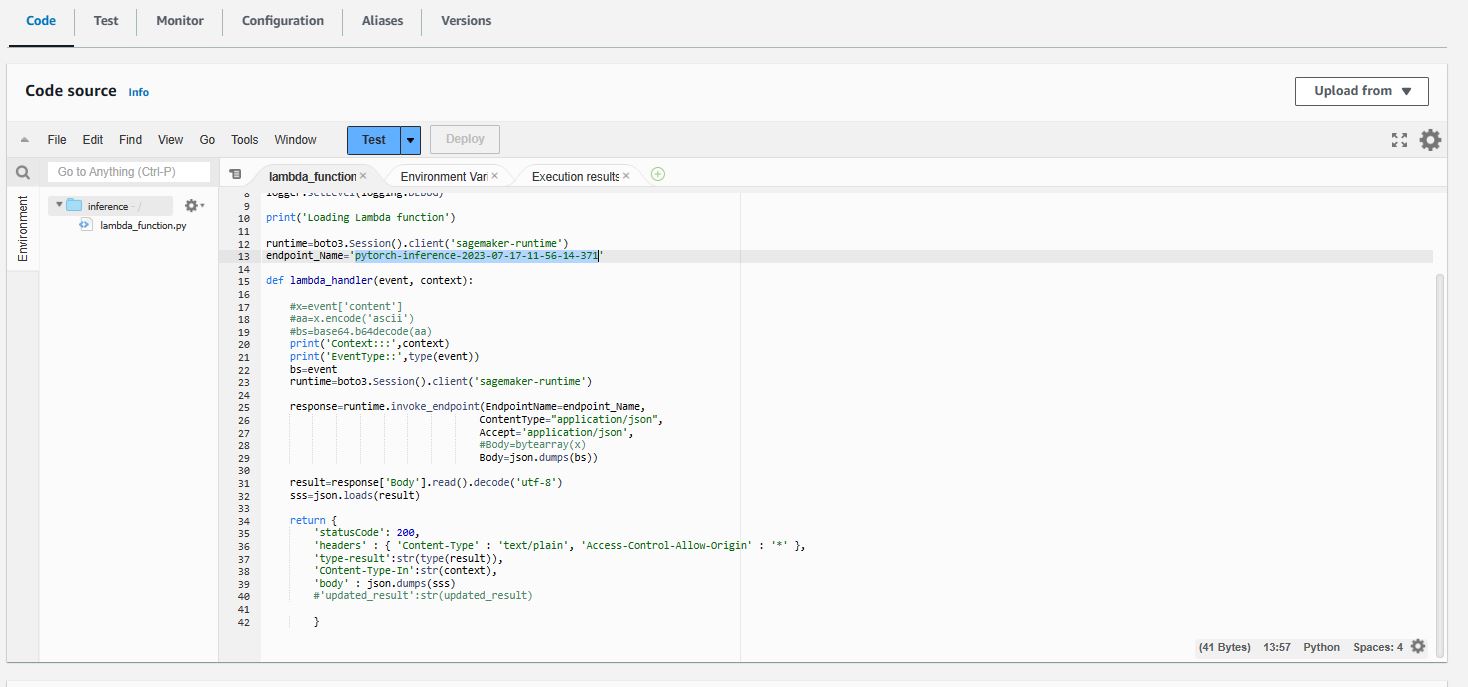 Code Test Monitor Configuration Aliases Versions
Code source Info Upload from
File Edit Find View Go Tools Window Test Deploy
Go to Anything (Ctrl-P) lambda_function Environment Vari Execution results
Environment
inference - /
lambda_function.py
8 logger.setLevel(logging.DEBUG)
9
10 print('Loading Lambda function')
11
12 runtime=boto3.Session().client('sagemaker-runtime')
13 endpoint_Name='pytorch-inference-2023-07-17-11-56-14-371'
14
15 def lambda_handler(event, context):
16
17 #x=event['content']
18 #aa=x.encode('ascii')
19 #bs=base64.b64decode(aa)
20 print('Context:::',context)
21 print('EventType::',type(event))
22 bs=event
23 runtime=boto3.Session().client('sagemaker-runtime')
24
25 response=runtime.invoke_endpoint(EndpointName=endpoint_Name,
26 ContentType="application/json",
27 Accept='application/json',
28 #Body=bytearray(x)
29 Body=json.dumps(bs))
30
31 result=response['Body'].read().decode('utf-8')
32 sss=json.loads(result)
33
34 return {
35 'statusCode': 200,
36 'headers' : { 'Content-Type' : 'text/plain', 'Access-Control-Allow-Origin' : '*' },
37 'type-result':str(type(result)),
38 'COntent-Type-In':str(context),
39 'body' : json.dumps(sss)
40 #'updated_result':str(updated_result)
41
42 }
(41 Bytes) 13:57 Python Spaces: 4